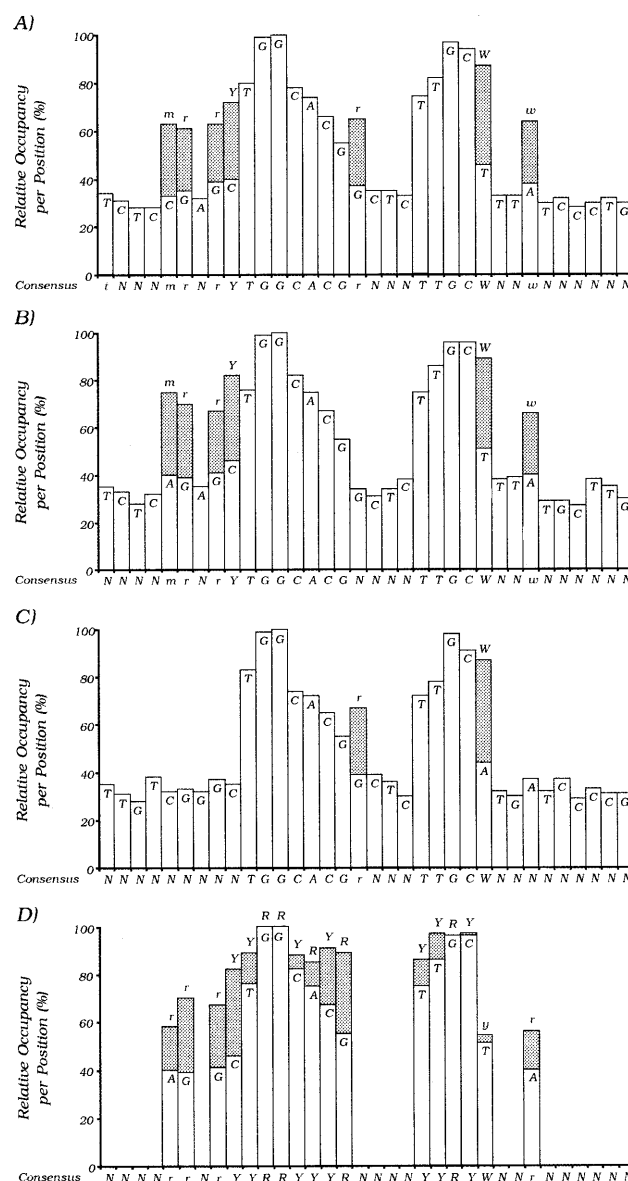 A)
Relative Occupancy
per Position (%)
100
80
60
40
20
0
m r r Y r W w
T C T C C G A G C T G G C A C G G C T C T T G C T T T A T C C C T G
Consensus t N N N m r N r Y T G G C A C G r N N N T T G C W N N w N N N N N N
B)
Relative Occupancy
per Position (%)
100
80
60
40
20
0
m r r Y W w
T C T C A G A G C T G G C A C G G C T C T T G C T T T A T G C T T G
Consensus N N N N m r N r Y T G G C A C G N N N N T T G C W N N w N N N N N N
C)
Relative Occupancy
per Position (%)
100
80
60
40
20
0
r W
T T G T C G G G C T G G C A C G G C T C T T G C A T G A T C C C G G
Consensus N N N N N N N N N T G G C A C G r N N N T T G C W N N N N N N N N N
D)
Relative Occupancy
per Position (%)
100
80
60
40
20
0
r r r Y Y R R Y R Y R Y Y R Y y r
A G G C T G G C A C G T T G C T A
Consensus N N N N r r N r Y Y R R Y Y Y R N N N N Y Y R Y W N N r N N N N N N